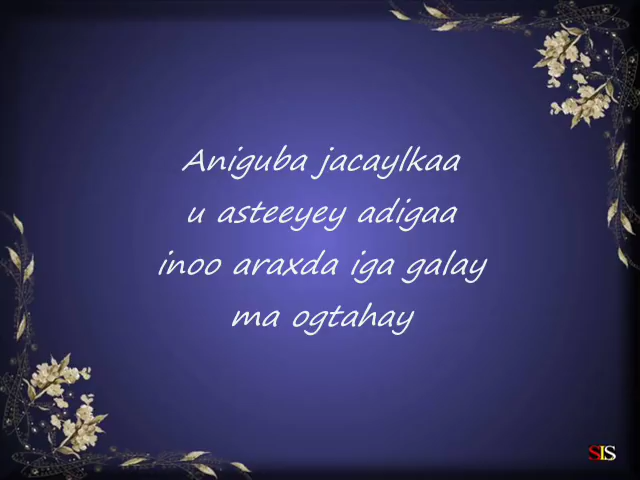 Aniguba jacaylkaa
u asteeyey adigaa
inoo araxda iga galay
ma ogtahay
SIS